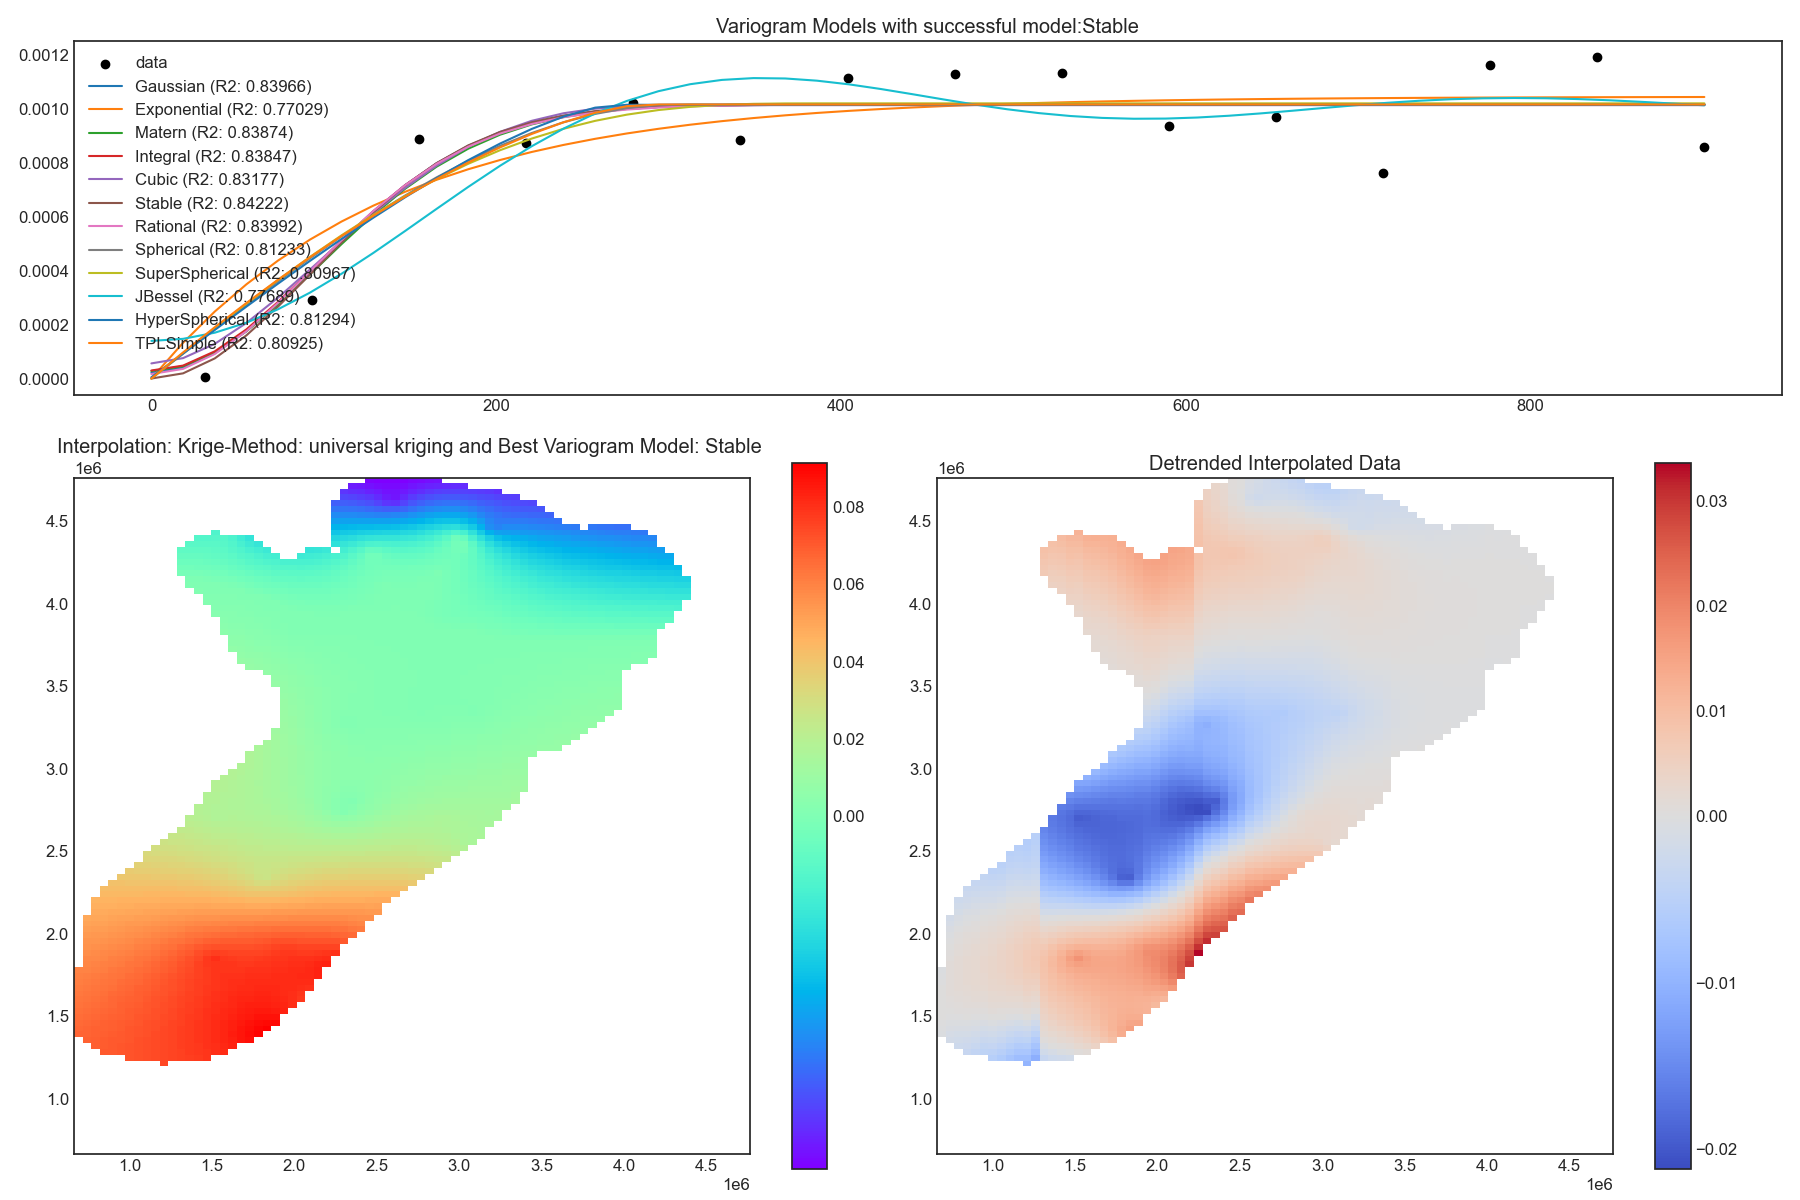 Variogram Models with successful model:Stable
0.0012
0.0010
0.0008
0.0006
0.0004
0.0002
0.0000
data
Gaussian (R2: 0.83966)
Exponential (R2: 0.77029)
Matern (R2: 0.83874)
Integral (R2: 0.83847)
Cubic (R2: 0.83177)
Stable (R2: 0.84222)
Rational (R2: 0.83992)
Spherical (R2: 0.81233)
SuperSpherical (R2: 0.80967)
JBessel (R2: 0.77689)
HyperSpherical (R2: 0.81294)
TPLSimple (R2: 0.80925)
0 200 400 600 800
Interpolation: Krige-Method: universal kriging and Best Variogram Model: Stable
1e6
4.5
4.0
3.5
3.0
2.5
2.0
1.5
1.0
1.0 1.5 2.0 2.5 3.0 3.5 4.0 4.5
1e6
0.08
0.06
0.04
0.02
0.00
Detrended Interpolated Data
1e6
4.5
4.0
3.5
3.0
2.5
2.0
1.5
1.0
1.0 1.5 2.0 2.5 3.0 3.5 4.0 4.5
1e6
0.03
0.02
0.01
0.00
−0.01
−0.02